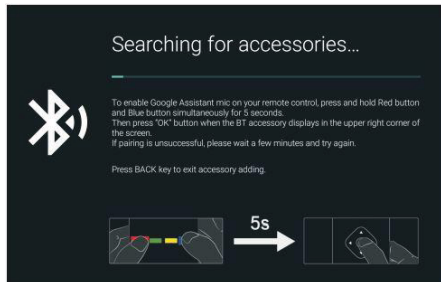 Searching for accessories...
To enable Google Assistant mic on your remote control, press and hold Red button
and Blue button simultaneously for 5 seconds.
Then press "OK" button when the BT accessory displays in the upper right corner of
the screen.
If pairing is unsuccessful, please wait a few minutes and try again.
Press BACK key to exit accessory adding.
5s